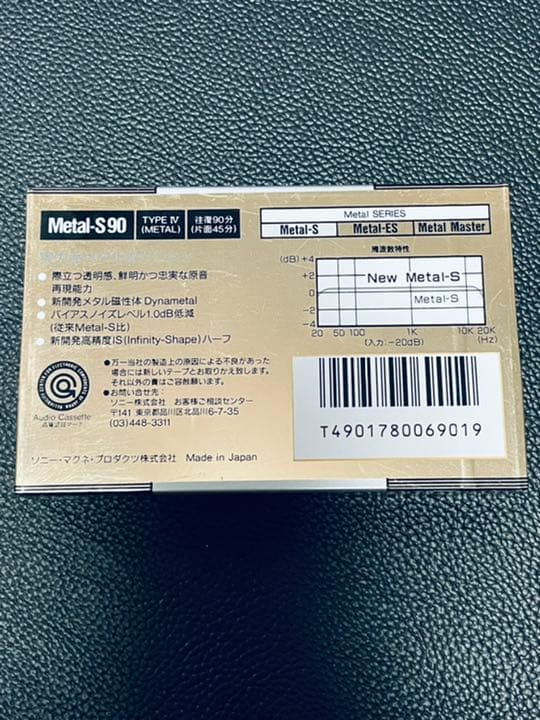 Metal-S90
TYPE IV
(METAL)
往復90分
(片面45分)
Metal SERIES
Metal-S Metal-ES Metal Master
● 際立つ透明感、鮮明かつ忠実な原音
再現能力
● 新開発メタル磁性体 Dynametal
● バイアスノイズレベル1.0dB低減
(従来Metal-S比)
● 新開発高精度IS(Infinity-Shape)ハーフ
周波数特性
(dB) +4
+2
0
−2
−4
New Metal-S
Metal-S
20 50 100 1K 10K 20K
(入力:−20dB) (Hz)
●万一当社の製造上の原因による不良があった
場合には新しいテープとお取りかえ致します。
それ以外の責はご容赦願います。
●お問い合せ先:
ソニー株式会社 お客様ご相談センター
〒141 東京都品川区北品川6-7-35
(03)448-3311
Audio Cassette
T4901780069019
ソニー・マグネ・プロダクツ株式会社 Made in Japan